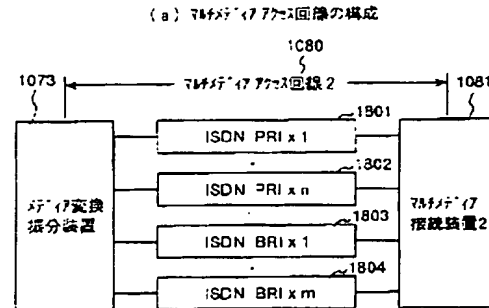 (a) ﾏﾙﾁﾒﾃﾞｨｱ ｱｸｾｽ回線の構成
1080
1073
ﾏﾙﾁﾒﾃﾞｨｱ ｱｸｾｽ回線2
1081
1801
ISDN PRI x 1
1802
ISDN PRI x n
ﾒﾃﾞｨｱ変換
振分装置
ﾏﾙﾁﾒﾃﾞｨｱ
接続装置2
1803
ISDN BRI x 1
1804
ISDN BRI x m